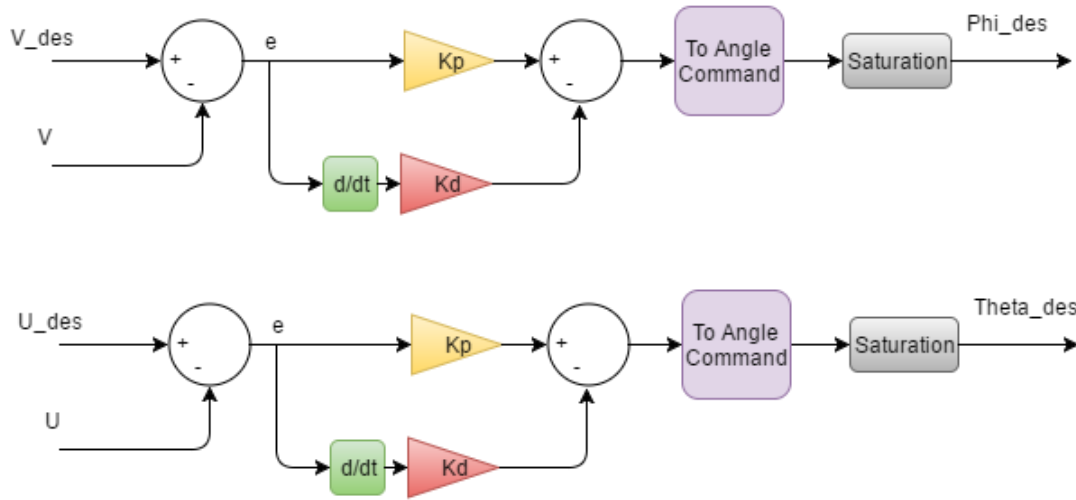 V_des
e
Phi_des
+
-
V
Kp
+
-
To Angle
Command
Saturation
d/dt
Kd
U_des
e
Theta_des
+
-
U
Kp
+
-
To Angle
Command
Saturation
d/dt
Kd